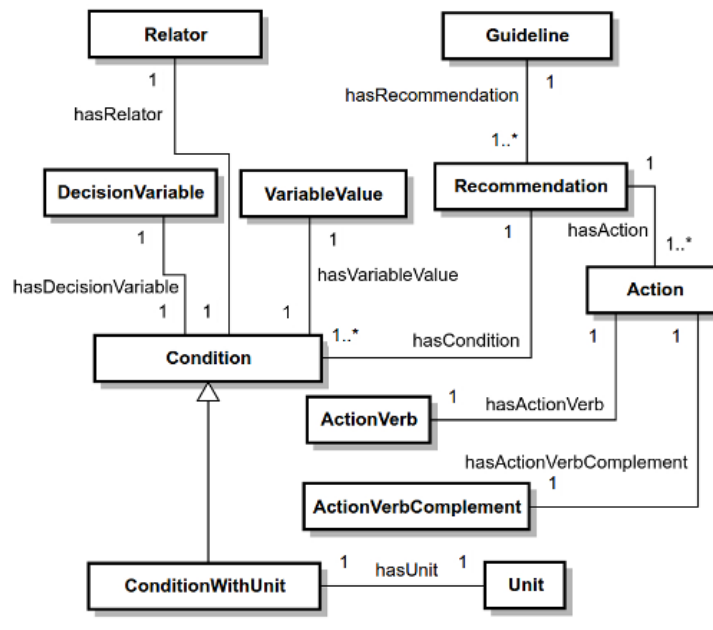 Relator
Guideline
1
1
hasRelator
hasRecommendation
1..*
DecisionVariable
VariableValue
Recommendation
1
1
1
1
hasAction
1..*
hasVariableValue
hasDecisionVariable
Action
1
1
1
1..*
hasCondition
1
1
Condition
1
hasActionVerb
ActionVerb
hasActionVerbComplement
1
ActionVerbComplement
1
hasUnit
1
ConditionWithUnit
Unit